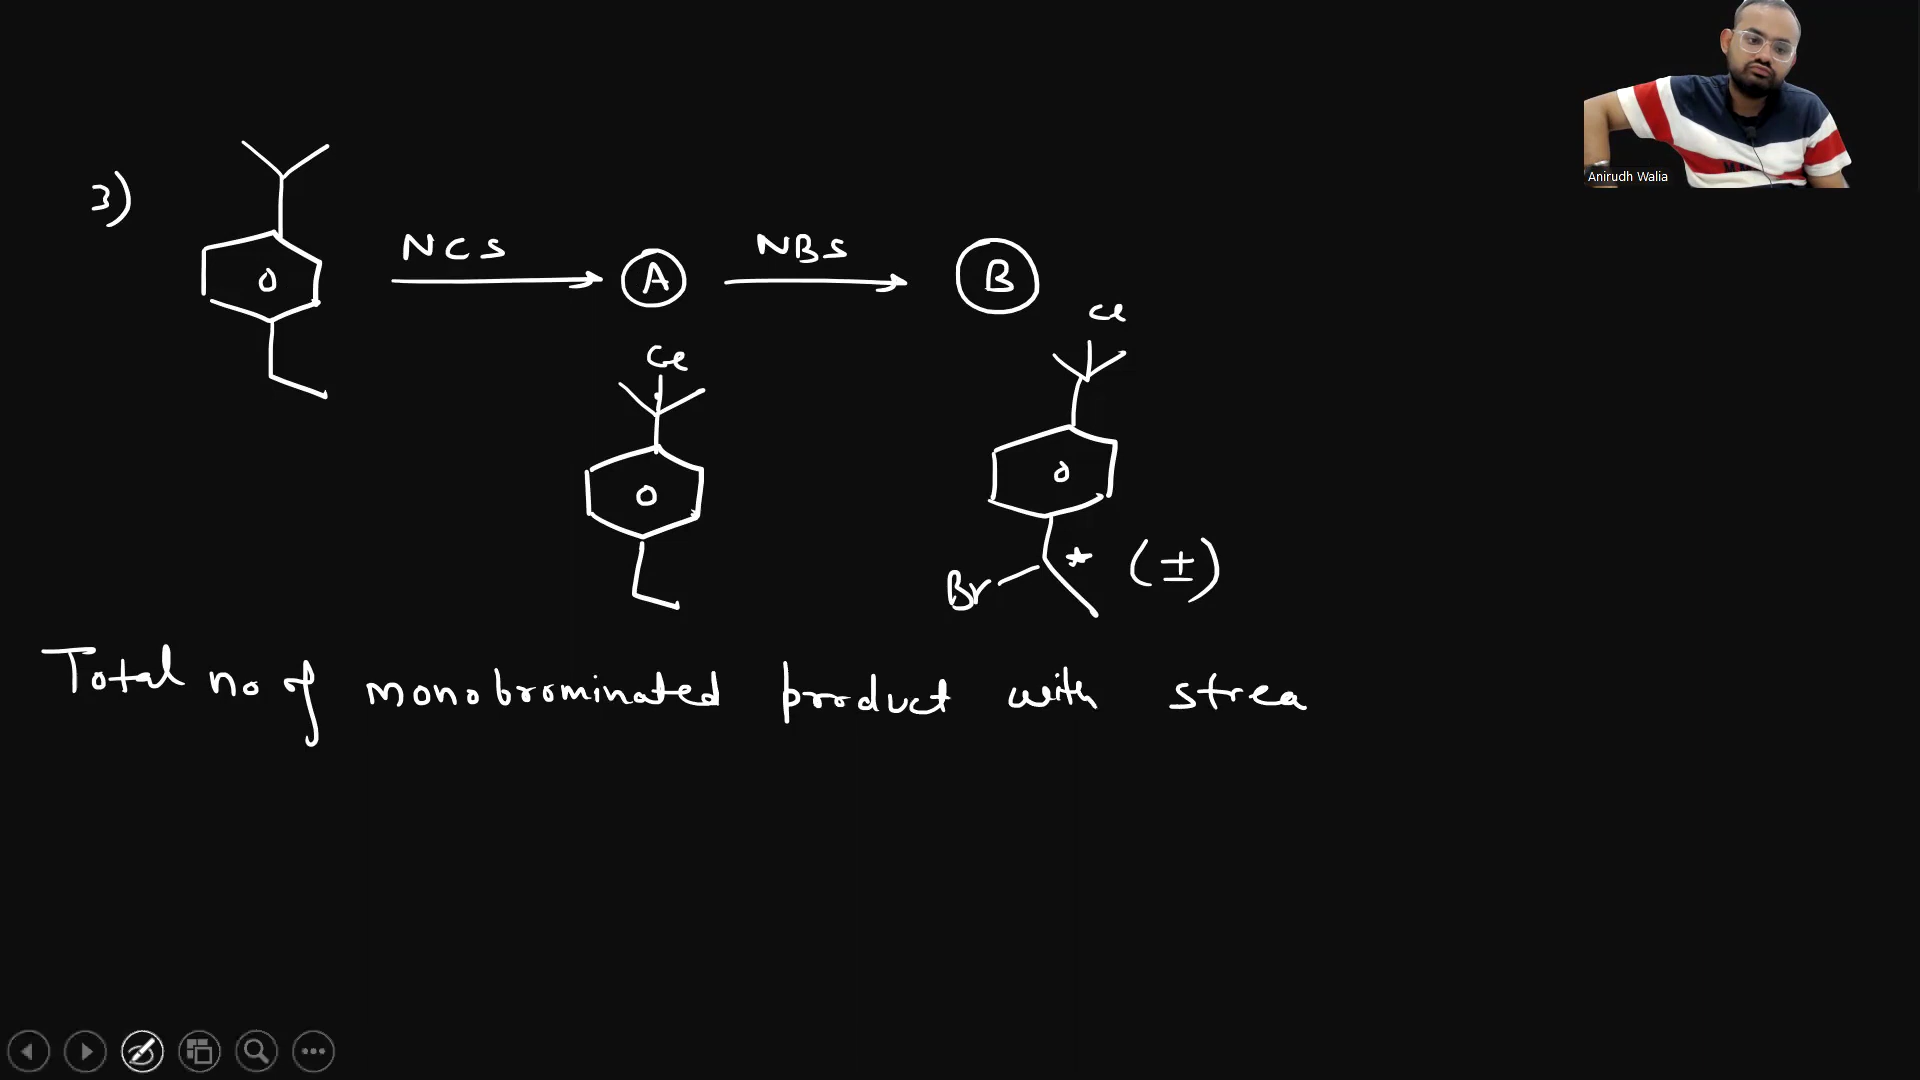 Anirudh Walia
3)
NCS
A
NBS
B
Cl
Cl
Br
* (±)
Total no of monobrominated product with strea